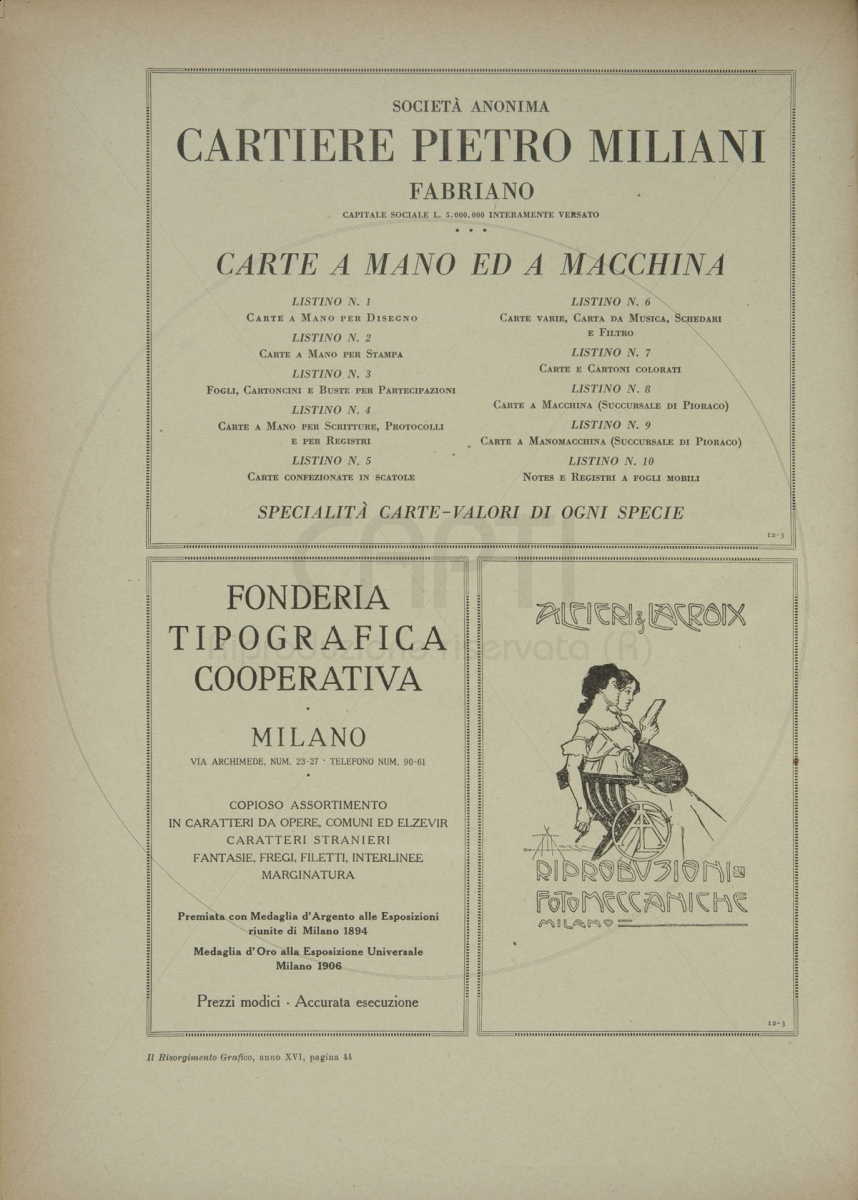 SOCIETÀ ANONIMA
CARTIERE PIETRO MILIANI
FABRIANO
CAPITALE SOCIALE L. 5.000.000 INTERAMENTE VERSATO
* * *
CARTE A MANO ED A MACCHINA
LISTINO N. 1
CARTE A MANO PER DISEGNO
LISTINO N. 2
CARTE A MANO PER STAMPA
LISTINO N. 3
FOGLI, CARTONCINI E BUSTE PER PARTECIPAZIONI
LISTINO N. 4
CARTE A MANO PER SCRITTURE, PROTOCOLLI
E PER REGISTRI
LISTINO N. 5
CARTE CONFEZIONATE IN SCATOLE
LISTINO N. 6
CARTE VARIE, CARTA DA MUSICA, SCHEDARI
E FILTRO
LISTINO N. 7
CARTE E CARTONI COLORATI
LISTINO N. 8
CARTE A MACCHINA (SUCCURSALE DI PIORACO)
LISTINO N. 9
CARTE A MANOMACCHINA (SUCCURSALE DI PIORACO)
LISTINO N. 10
NOTES E REGISTRI A FOGLI MOBILI
SPECIALITÀ CARTE-VALORI DI OGNI SPECIE
12-3
FONDERIA
TIPOGRAFICA
COOPERATIVA
MILANO
VIA ARCHIMEDE, NUM. 23-27 · TELEFONO NUM. 90-61
COPIOSO ASSORTIMENTO
IN CARATTERI DA OPERE, COMUNI ED ELZEVIR
CARATTERI STRANIERI
FANTASIE, FREGI, FILETTI, INTERLINEE
MARGINATURA
Premiata con Medaglia d'Argento alle Esposizioni
riunite di Milano 1894
Medaglia d'Oro alla Esposizione Universale
Milano 1906
Prezzi modici · Accurata esecuzione
ALFIERI & LACROIX
RIPRODVZIONI
FOTOMECCANICHE
MILANO
12-3
Il Risorgimento Grafico, anno XVI, pagina 44
riproduzione riservata (R)